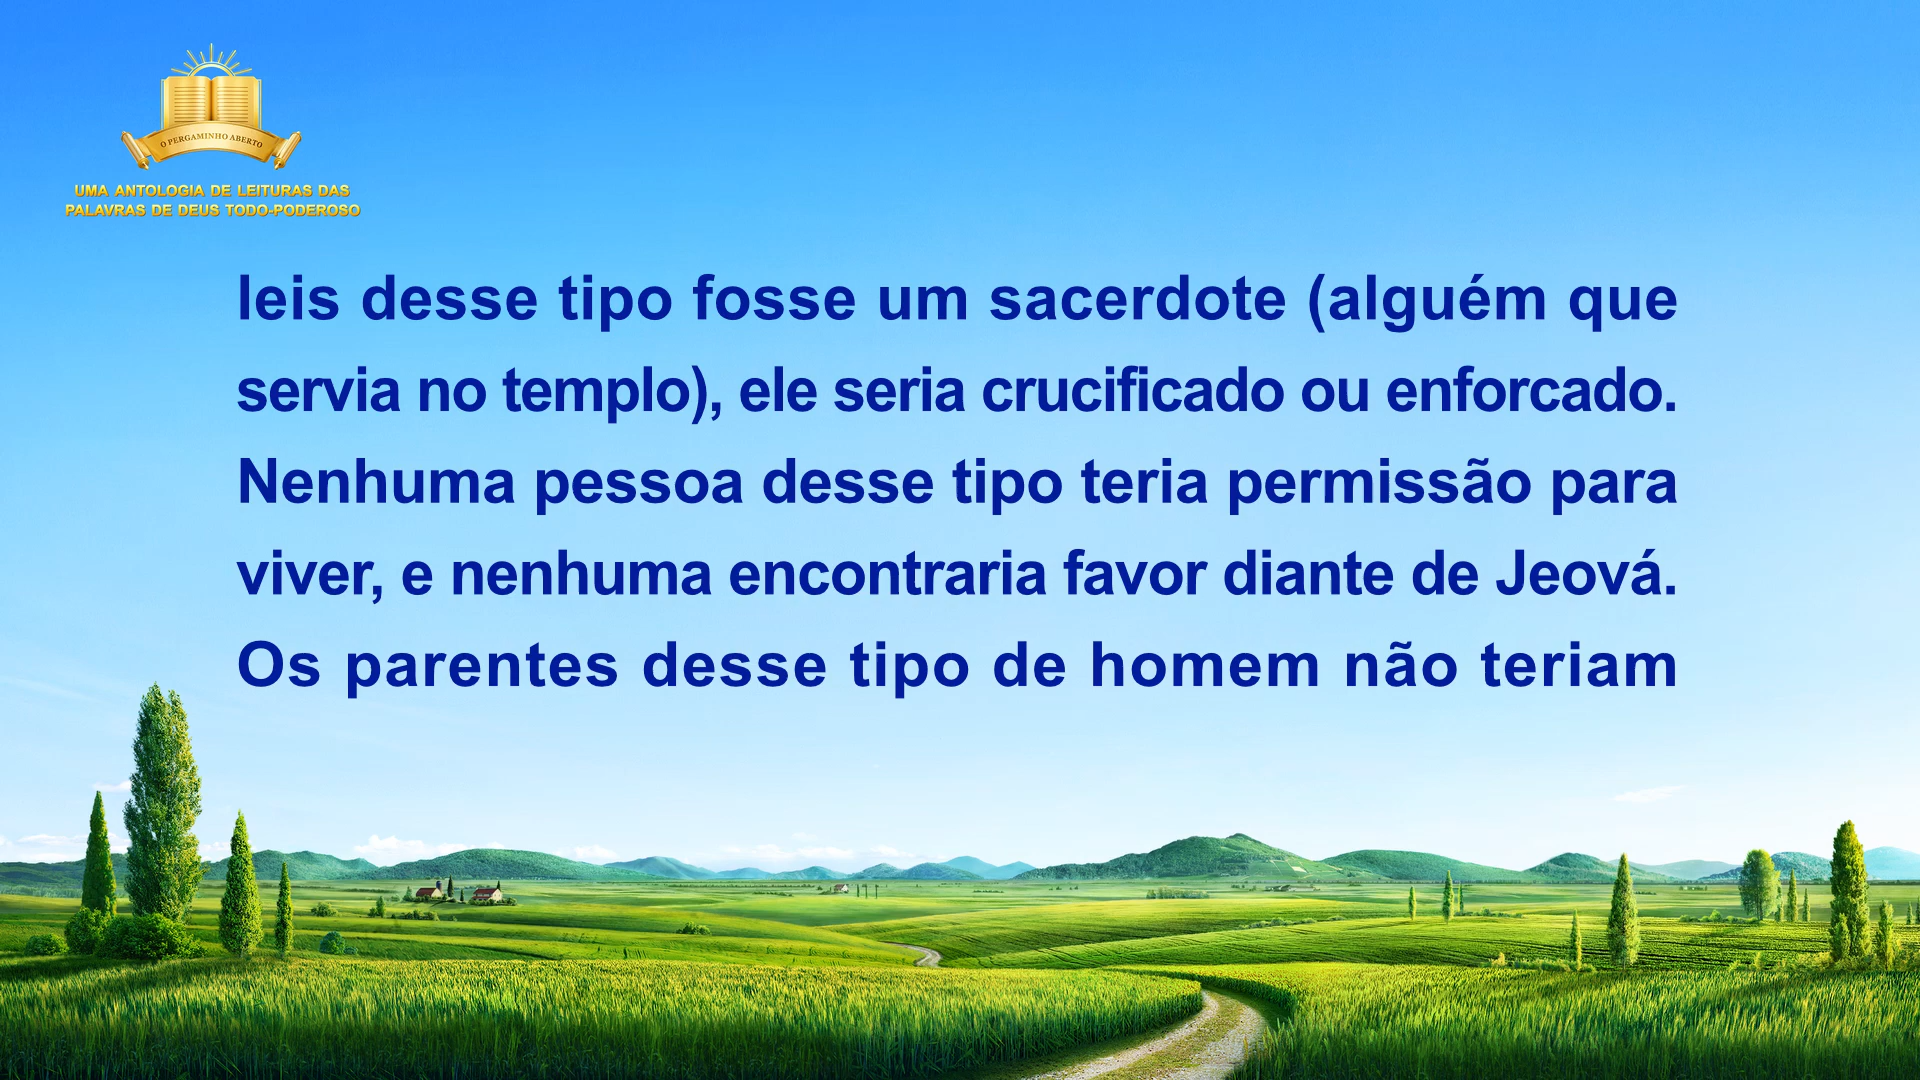 O PERGAMINHO ABERTO
UMA ANTOLOGIA DE LEITURAS DAS
PALAVRAS DE DEUS TODO-PODEROSO
leis desse tipo fosse um sacerdote (alguém que
servia no templo), ele seria crucificado ou enforcado.
Nenhuma pessoa desse tipo teria permissão para
viver, e nenhuma encontraria favor diante de Jeová.
Os parentes desse tipo de homem não teriam